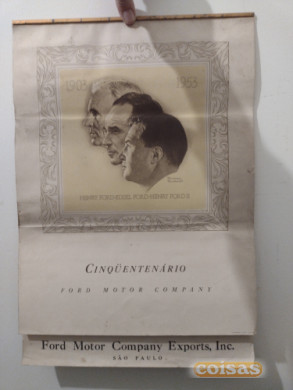 1903 1953
HENRY FORD·EDSEL FORD·HENRY FORD II
CINQÜENTENÁRIO
FORD MOTOR COMPANY
Ford Motor Company Exports, Inc.
SÃO PAULO
coisas